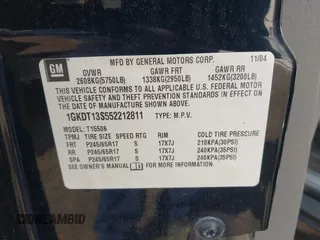 GM
MFD BY GENERAL MOTORS CORP. 11/04
GVWR GAWR FRT GAWR RR
2608KG(5750LB) 1338KG(2950LB) 1452KG(3200LB)
THIS VEHICLE CONFORMS TO ALL APPLICABLE U.S. FEDERAL
MOTOR VEHICLE SAFETY, BUMPER, AND THEFT PREVENTION
STANDARDS IN EFFECT ON THE DATE OF MANUFACTURE SHOWN ABOVE.
1GKDT13S552212811 TYPE: M.P.V.
T15506
TPMJ TIRE SIZE SPEED RTG RIM COLD TIRE PRESSURE
FRT P245/65R17 S 17X7J 210KPA(30PSI)
RR P245/65R17 S 17X7J 240KPA(35PSI)
SPA P245/65R17 S 17X7J 240KPA(35PSI)
SEE OWNER'S MANUAL FOR ADDITIONAL INFORMATION.
READYAMBID